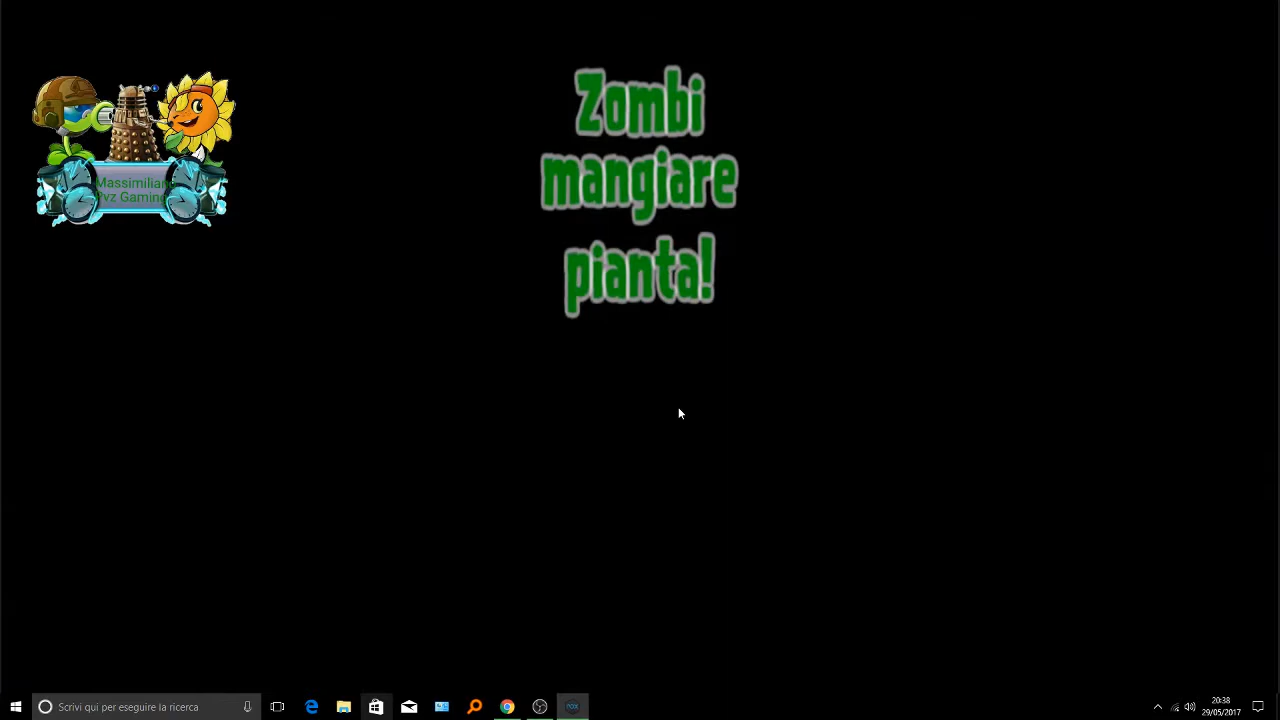 Zombi
mangiare
pianta!
Massimiliano
Pvz Gaming
Scrivi qui per eseguire la ricerca
20:38
29/05/2017